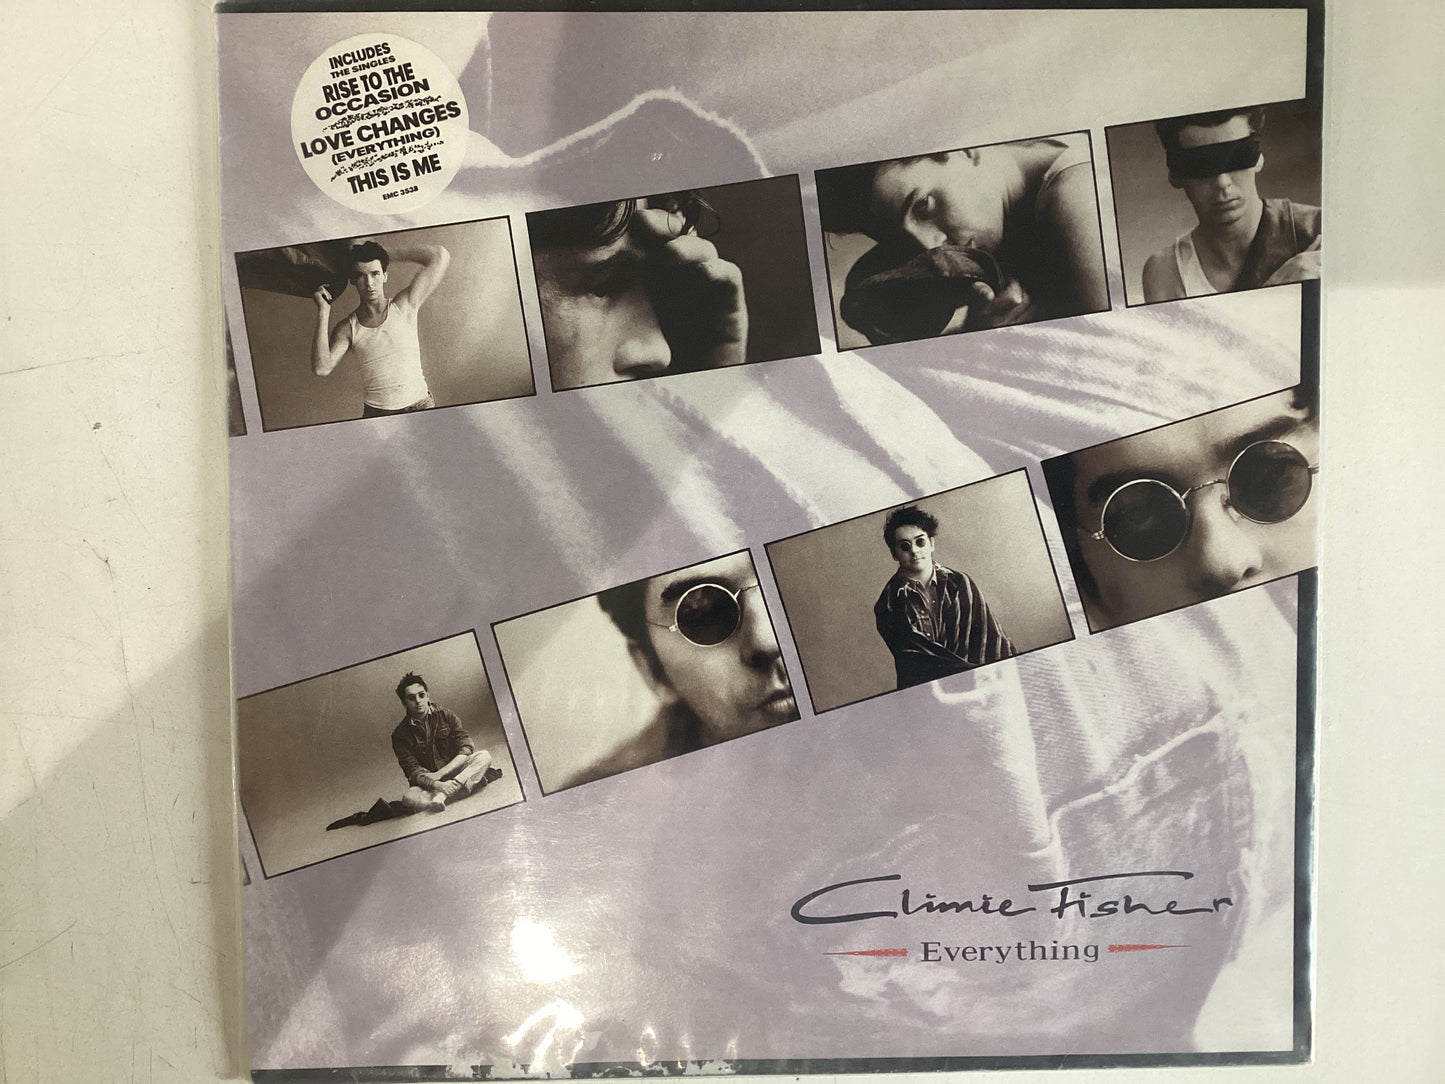 INCLUDES
THE SINGLES
RISE TO THE
OCCASION
LOVE CHANGES
(EVERYTHING)
THIS IS ME
EMC 3538
Climie Fisher
Everything